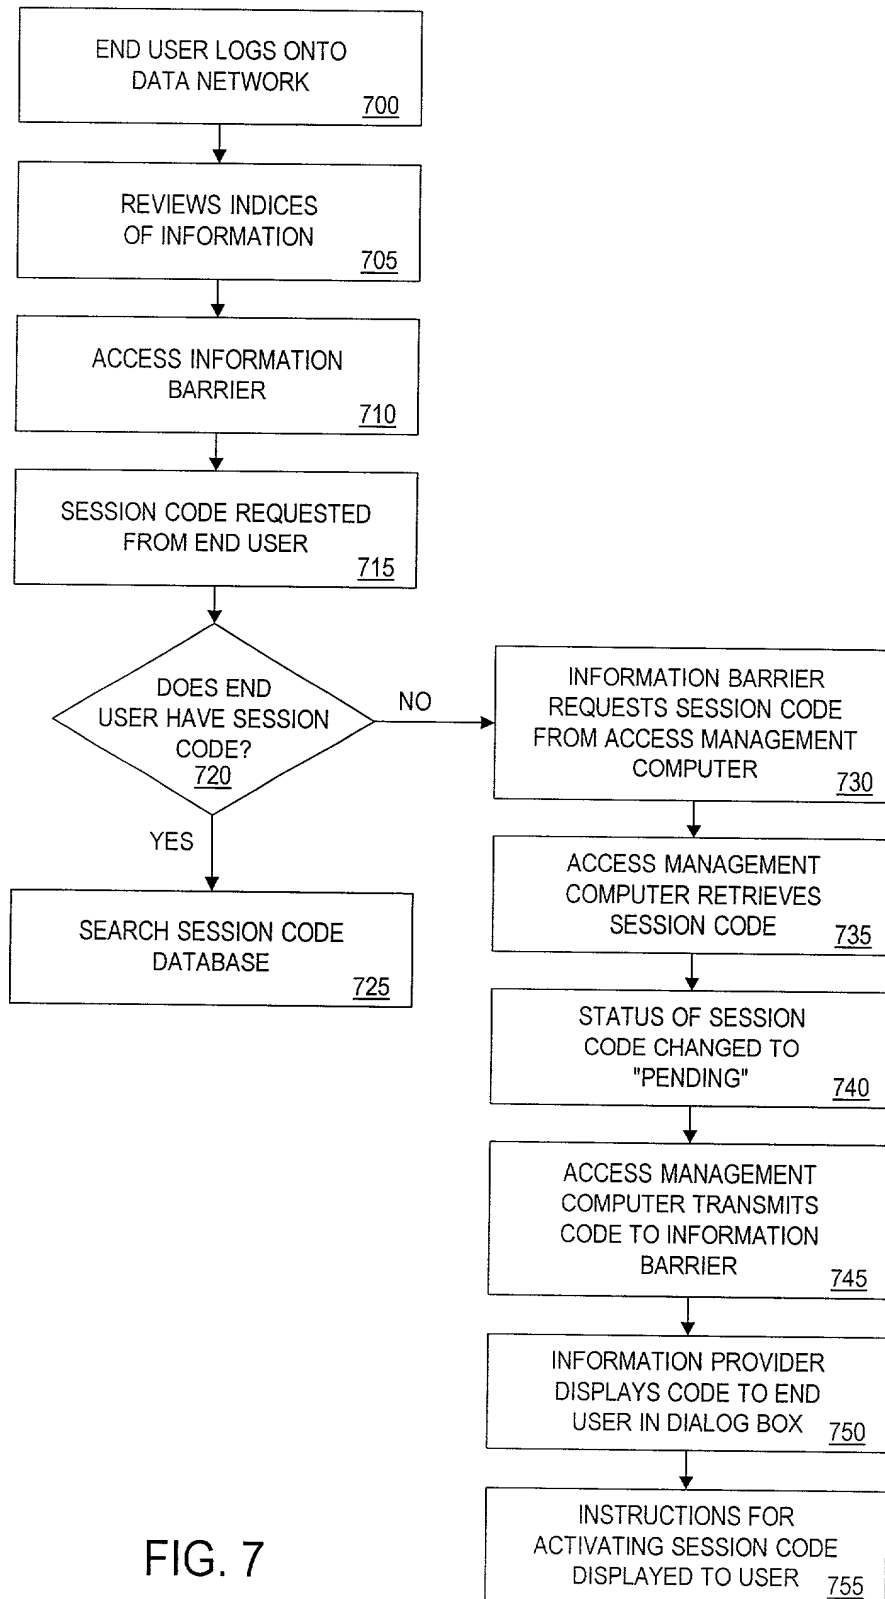 END USER LOGS ONTO
DATA NETWORK
700
REVIEWS INDICES
OF INFORMATION
705
ACCESS INFORMATION
BARRIER
710
SESSION CODE REQUESTED
FROM END USER
715
DOES END
USER HAVE SESSION
CODE?
720
NO
YES
SEARCH SESSION CODE
DATABASE
725
INFORMATION BARRIER
REQUESTS SESSION CODE
FROM ACCESS MANAGEMENT
COMPUTER
730
ACCESS MANAGEMENT
COMPUTER RETRIEVES
SESSION CODE
735
STATUS OF SESSION
CODE CHANGED TO
"PENDING"
740
ACCESS MANAGEMENT
COMPUTER TRANSMITS
CODE TO INFORMATION
BARRIER
745
INFORMATION PROVIDER
DISPLAYS CODE TO END
USER IN DIALOG BOX
750
INSTRUCTIONS FOR
ACTIVATING SESSION CODE
DISPLAYED TO USER
755
FIG. 7